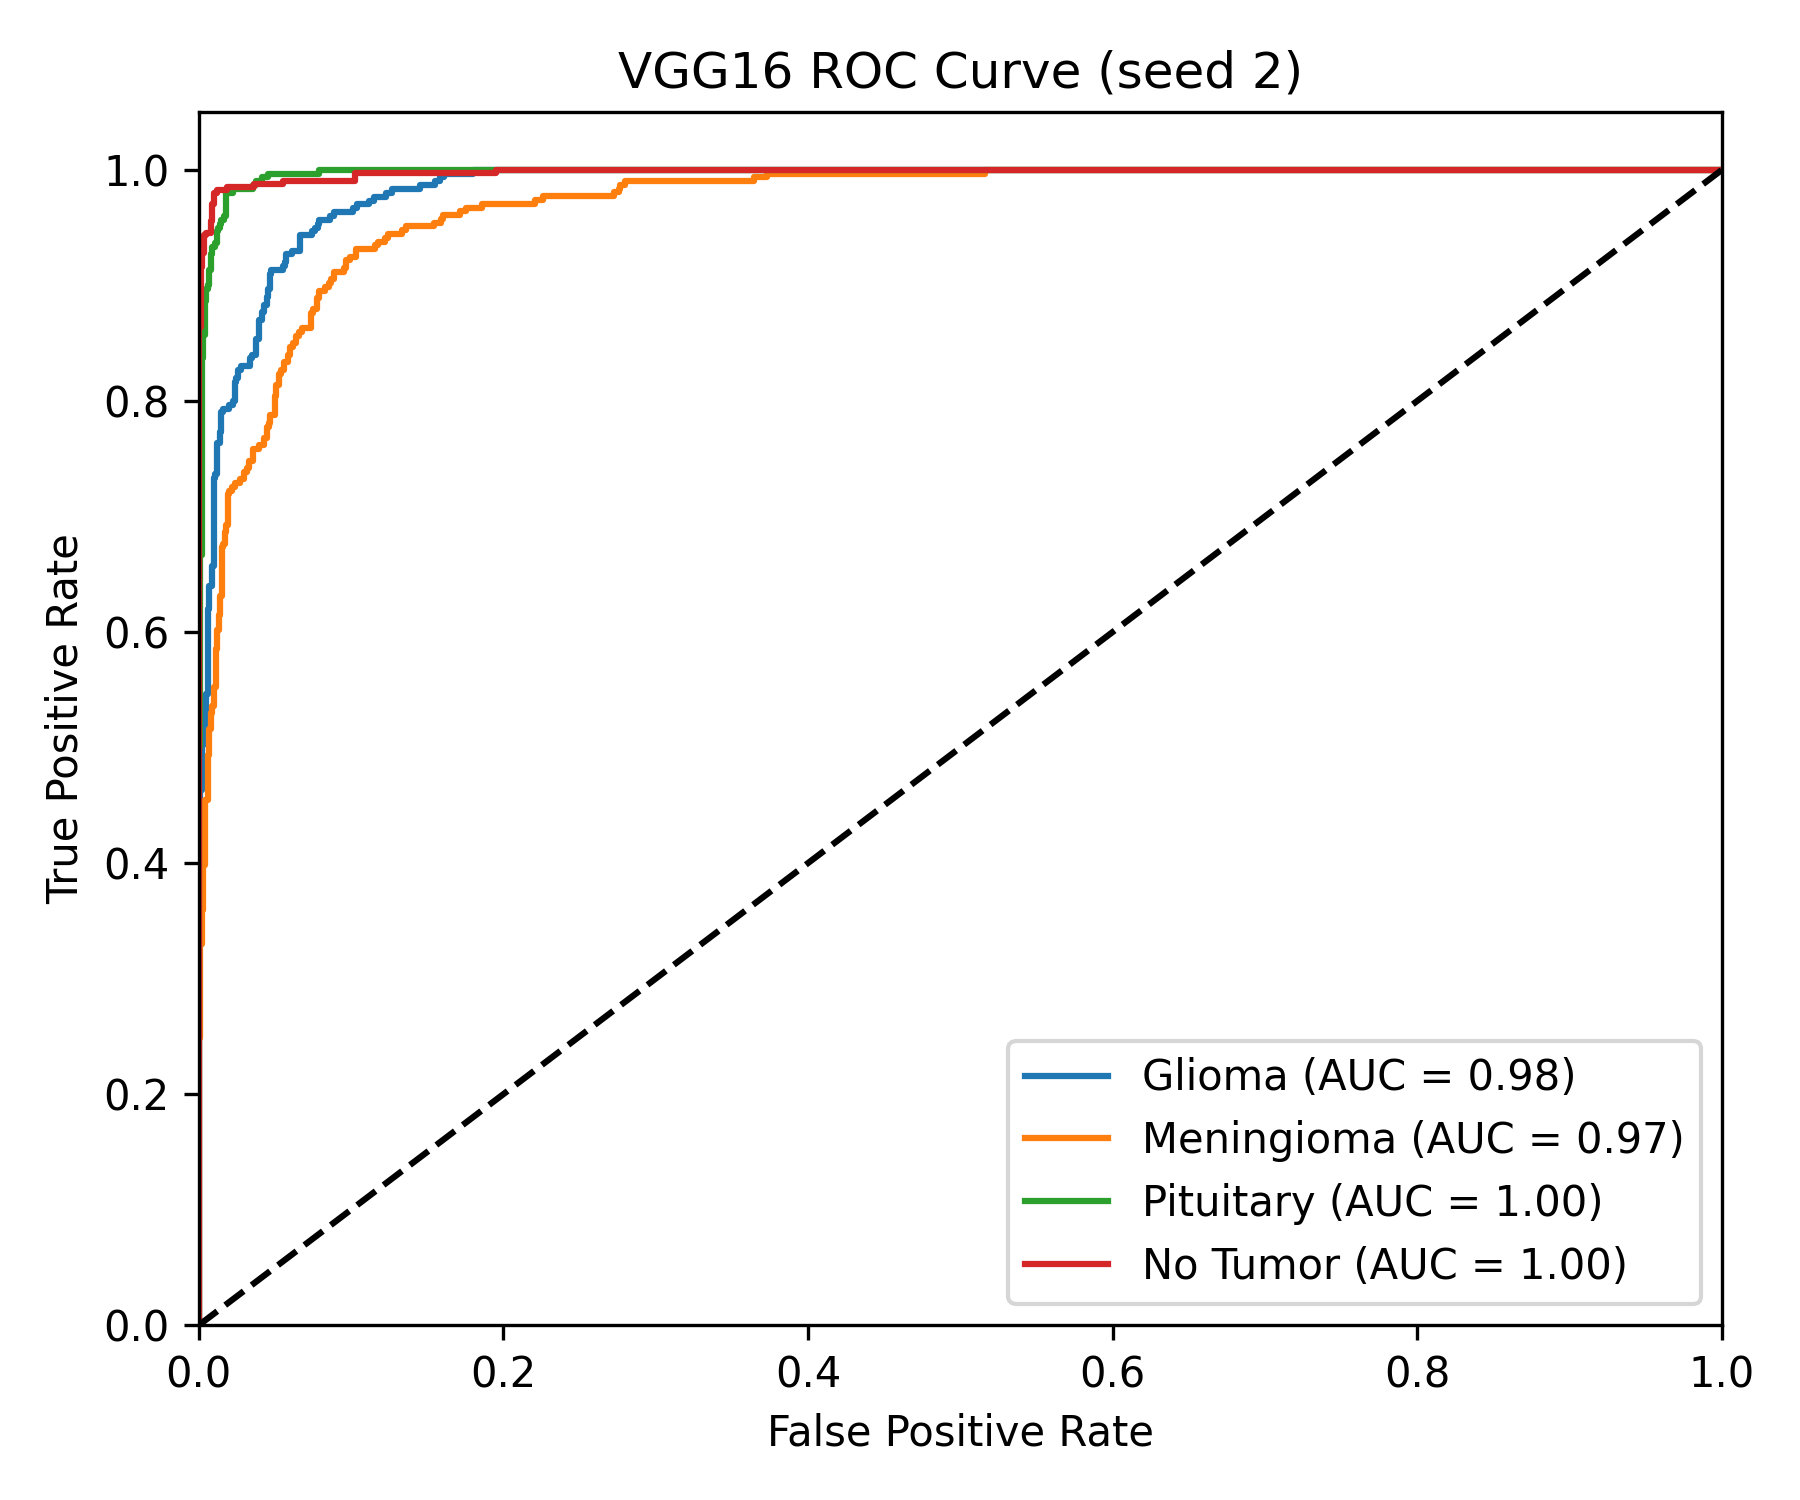 VGG16 ROC Curve (seed 2)
True Positive Rate
1.0
0.8
0.6
0.4
0.2
0.0
0.0 0.2 0.4 0.6 0.8 1.0
False Positive Rate
Glioma (AUC = 0.98)
Meningioma (AUC = 0.97)
Pituitary (AUC = 1.00)
No Tumor (AUC = 1.00)